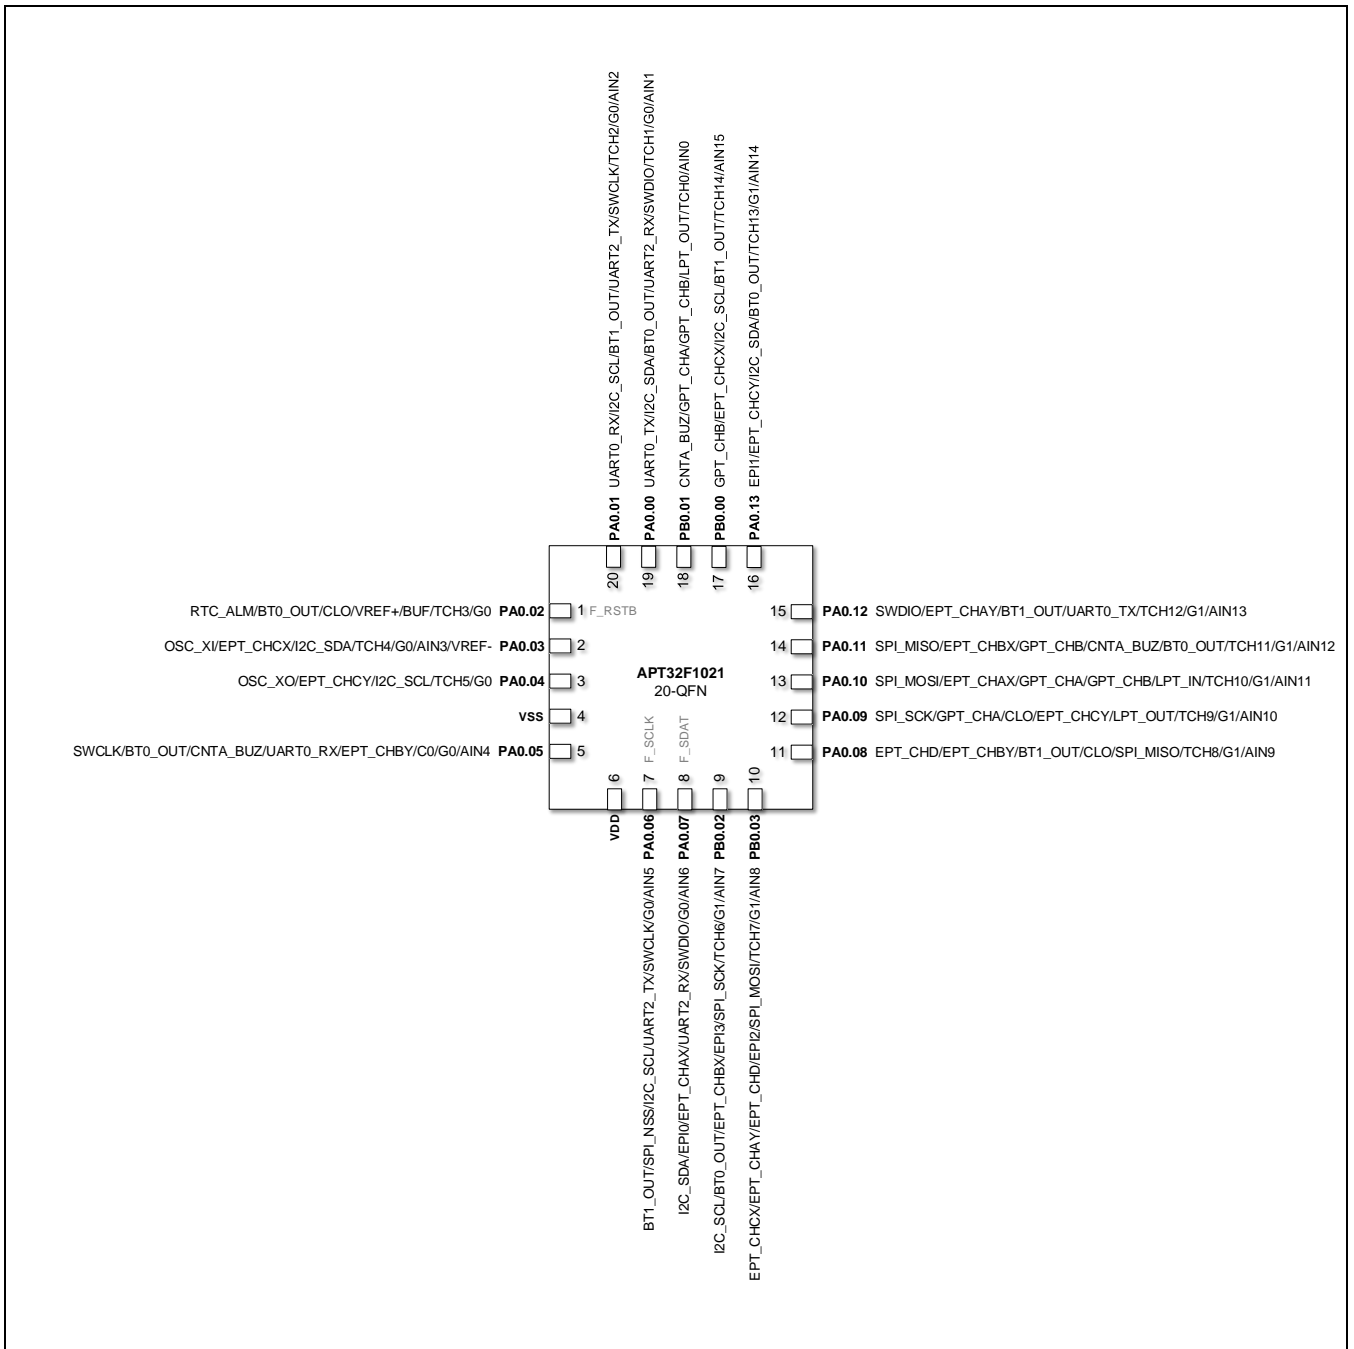 PA0.01 UART0_RX/I2C_SCL/BT1_OUT/UART2_TX/SWCLK/TCH2/G0/AIN2
PA0.00 UART0_TX/I2C_SDA/BT0_OUT/UART2_RX/SWDIO/TCH1/G0/AIN1
PB0.01 CNTA_BUZ/GPT_CHA/GPT_CHB/LPT_OUT/TCH0/AIN0
PB0.00 GPT_CHB/EPT_CHCX/I2C_SCL/BT1_OUT/TCH14/AIN15
PA0.13 EPI1/EPT_CHCY/I2C_SDA/BT0_OUT/TCH13/G1/AIN14
20
19
18
17
16
RTC_ALM/BT0_OUT/CLO/VREF+/BUF/TCH3/G0 PA0.02 1 F_RSTB
OSC_XI/EPT_CHCX/I2C_SDA/TCH4/G0/AIN3/VREF- PA0.03 2
OSC_XO/EPT_CHCY/I2C_SCL/TCH5/G0 PA0.04 3
VSS 4
SWCLK/BT0_OUT/CNTA_BUZ/UART0_RX/EPT_CHBY/C0/G0/AIN4 PA0.05 5
APT32F1021
20-QFN
15 PA0.12 SWDIO/EPT_CHAY/BT1_OUT/UART0_TX/TCH12/G1/AIN13
14 PA0.11 SPI_MISO/EPT_CHBX/GPT_CHB/CNTA_BUZ/BT0_OUT/TCH11/G1/AIN12
13 PA0.10 SPI_MOSI/EPT_CHAX/GPT_CHA/GPT_CHB/LPT_IN/TCH10/G1/AIN11
12 PA0.09 SPI_SCK/GPT_CHA/CLO/EPT_CHCY/LPT_OUT/TCH9/G1/AIN10
11 PA0.08 EPT_CHD/EPT_CHBY/BT1_OUT/CLO/SPI_MISO/TCH8/G1/AIN9
F_SCLK
F_SDAT
6
7
8
9
10
VDD
BT1_OUT/SPI_NSS/I2C_SCL/UART2_TX/SWCLK/G0/AIN5 PA0.06
I2C_SDA/EPI0/EPT_CHAX/UART2_RX/SWDIO/G0/AIN6 PA0.07
I2C_SCL/BT0_OUT/EPT_CHBX/EPI3/SPI_SCK/TCH6/G1/AIN7 PB0.02
EPT_CHCX/EPT_CHAY/EPT_CHD/EPI2/SPI_MOSI/TCH7/G1/AIN8 PB0.03